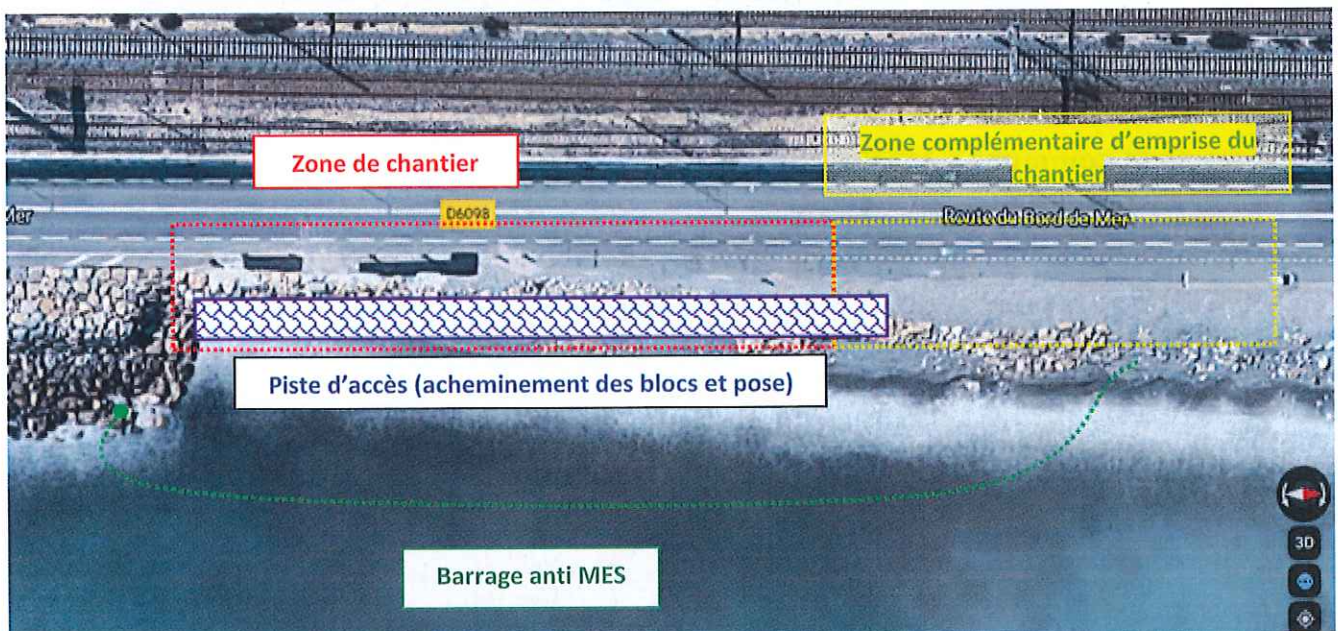 Zone de chantier
Zone complémentaire d'emprise du
chantier
Mer
D6098
Route du Bord de Mer
Piste d'accès (acheminement des blocs et pose)
Barrage anti MES
3D